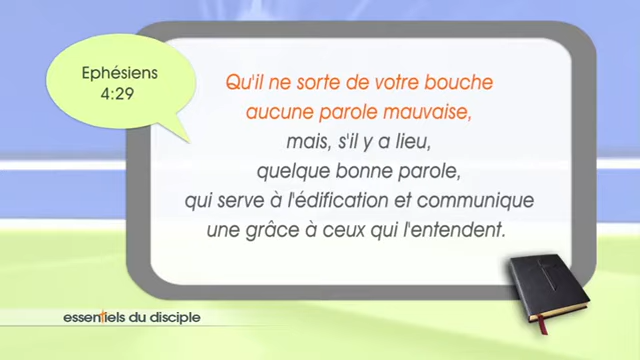 Ephésiens
4:29
Qu'il ne sorte de votre bouche
aucune parole mauvaise,
mais, s'il y a lieu,
quelque bonne parole,
qui serve à l'édification et communique
une grâce à ceux qui l'entendent.
essentiels du disciple